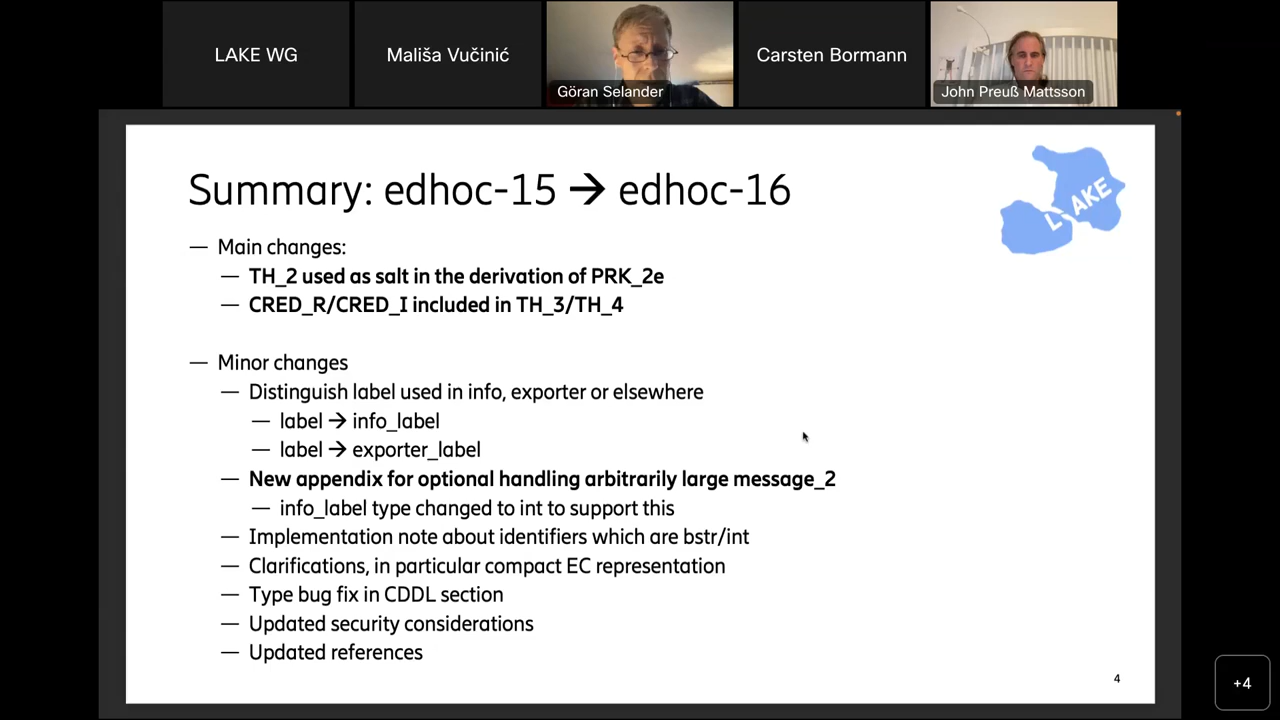 LAKE WG
Mališa Vučinić
Göran Selander
Carsten Bormann
John Preuß Mattsson
LAKE
Summary: edhoc-15 → edhoc-16
— Main changes:
— TH_2 used as salt in the derivation of PRK_2e
— CRED_R/CRED_I included in TH_3/TH_4
— Minor changes
— Distinguish label used in info, exporter or elsewhere
— label → info_label
— label → exporter_label
— New appendix for optional handling arbitrarily large message_2
— info_label type changed to int to support this
— Implementation note about identifiers which are bstr/int
— Clarifications, in particular compact EC representation
— Type bug fix in CDDL section
— Updated security considerations
— Updated references
4
+4